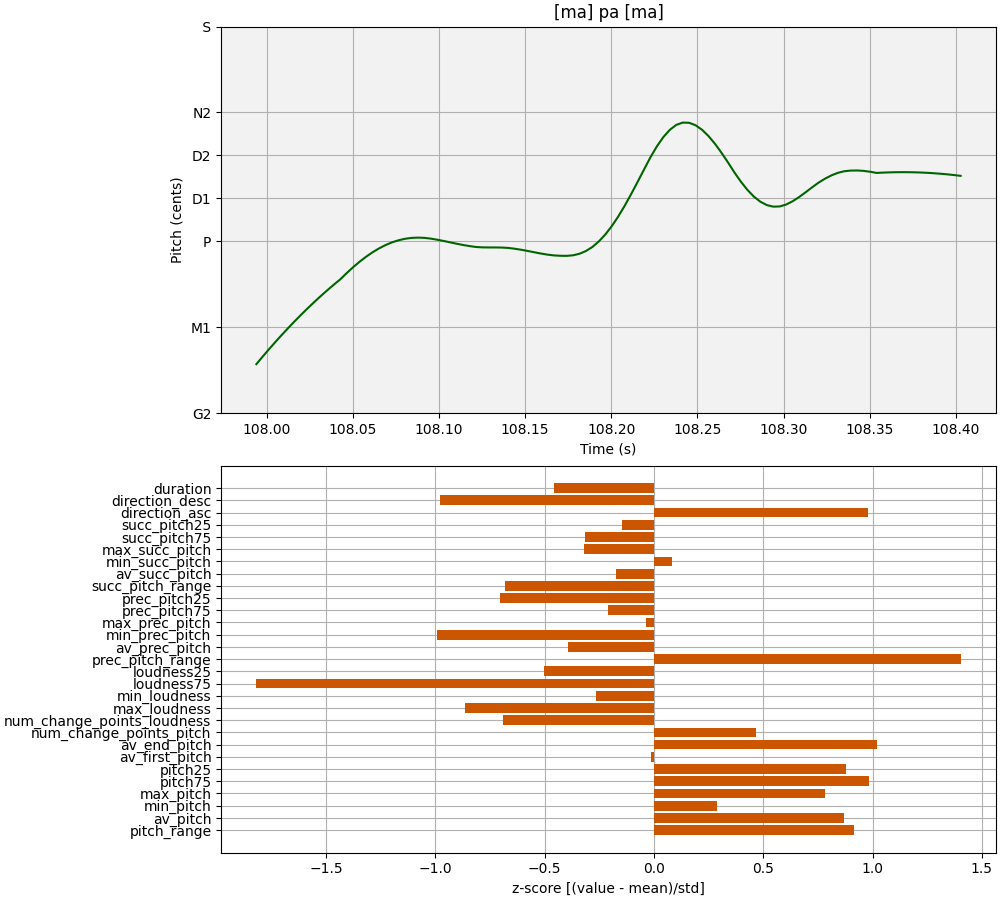 [ma] pa [ma]
S
N2
D2
D1
P
M1
G2
Pitch (cents)
108.00 108.05 108.10 108.15 108.20 108.25 108.30 108.35 108.40
Time (s)
duration
direction_desc
direction_asc
succ_pitch25
succ_pitch75
max_succ_pitch
min_succ_pitch
av_succ_pitch
succ_pitch_range
prec_pitch25
prec_pitch75
max_prec_pitch
min_prec_pitch
av_prec_pitch
prec_pitch_range
loudness25
loudness75
min_loudness
max_loudness
num_change_points_loudness
num_change_points_pitch
av_end_pitch
av_first_pitch
pitch25
pitch75
max_pitch
min_pitch
av_pitch
pitch_range
−1.5 −1.0 −0.5 0.0 0.5 1.0 1.5
z-score [(value - mean)/std]